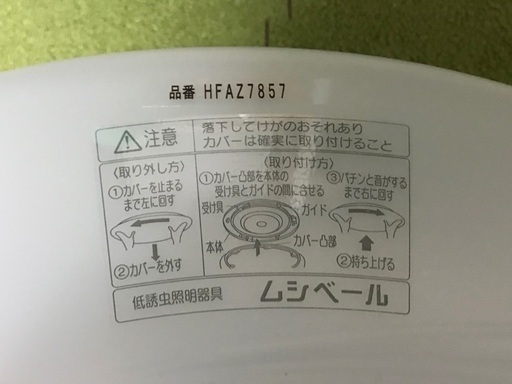 品番 HFAZ7857
注意
落下してけがのおそれあり
カバーは確実に取り付けること
〈取り外し方〉
①カバーを止まる
まで左に回す
②カバーを外す
〈取り付け方〉
①カバー凸部を本体の
受け具とガイドの間に合せる
受け具
ガイド
本体
カバー凸部
②持ち上げる
③パチンと音がする
まで右に回す
低誘虫照明器具
ムシベール